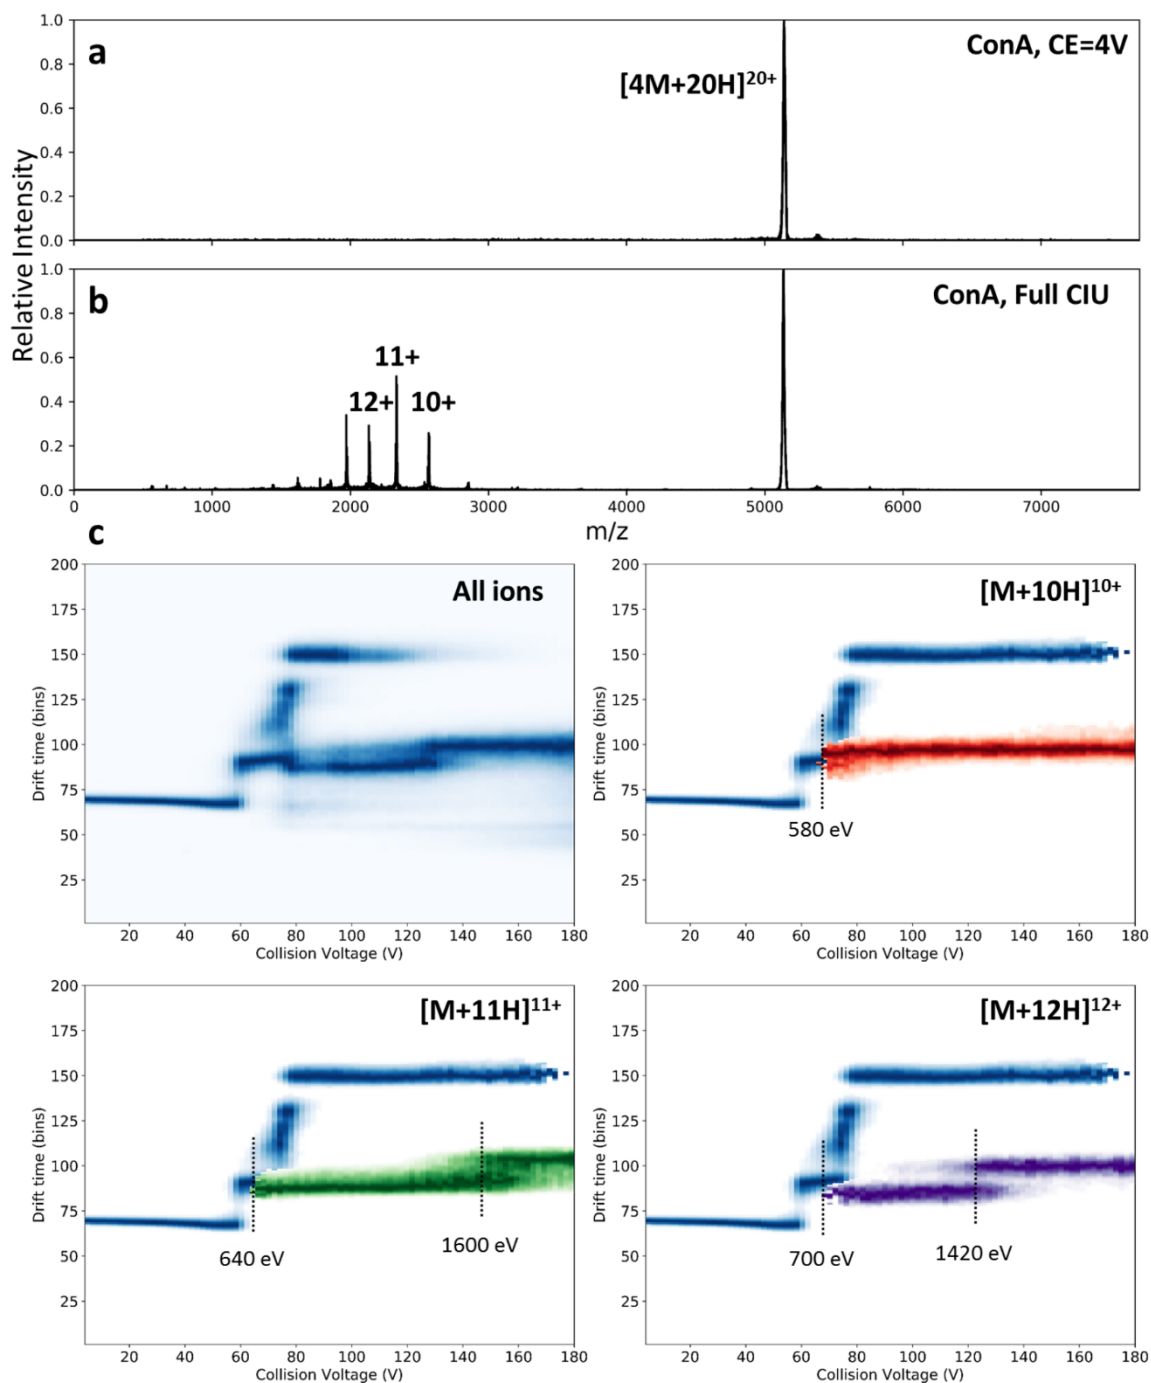 a
ConA, CE=4V
[4M+20H]20+
1.0
0.8
0.6
0.4
0.2
0.0
0
1000
2000
3000
4000
5000
6000
7000
Relative Intensity
b
ConA, Full CIU
11+
12+ 10+
1.0
0.8
0.6
0.4
0.2
0.0
0 1000 2000 3000 4000 5000 6000 7000
m/z
c
All ions
200
175
150
125
100
75
50
25
Drift time (bins)
20 40 60 80 100 120 140 160 180
Collision Voltage (V)
[M+10H]10+
200
175
150
125
100
75
50
25
Drift time (bins)
580 eV
20 40 60 80 100 120 140 160 180
Collision Voltage (V)
[M+11H]11+
200
175
150
125
100
75
50
25
Drift time (bins)
640 eV
1600 eV
20 40 60 80 100 120 140 160 180
Collision Voltage (V)
[M+12H]12+
200
175
150
125
100
75
50
25
Drift time (bins)
700 eV
1420 eV
20 40 60 80 100 120 140 160 180
Collision Voltage (V)